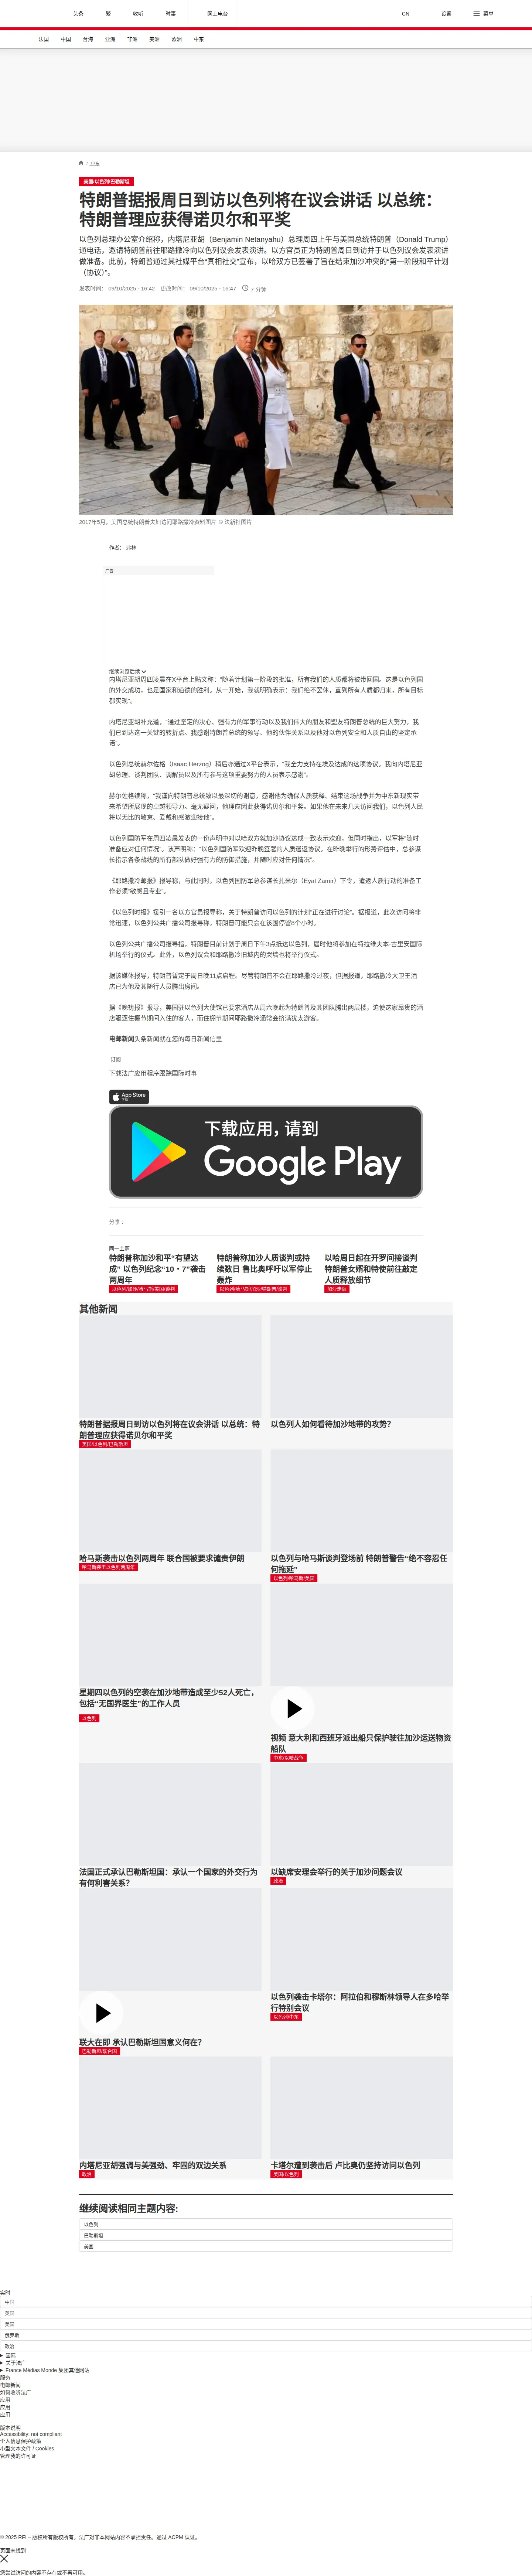 头条
繁
收听
时事
网上电台
CN
设置
菜单
法国
中国
台海
亚洲
非洲
美洲
欧洲
中东
/ 中东
美国/以色列/巴勒斯坦
特朗普据报周日到访以色列将在议会讲话 以总统：
特朗普理应获得诺贝尔和平奖
以色列总理办公室介绍称，内塔尼亚胡（Benjamin Netanyahu）总理周四上午与美国总统特朗普（Donald Trump）
通电话，邀请特朗普前往耶路撒冷向以色列议会发表演讲。以方官员正为特朗普周日到访并于以色列议会发表演讲
做准备。此前，特朗普通过其社媒平台“真相社交”宣布，以哈双方已签署了旨在结束加沙冲突的“第一阶段和平计划
（协议）”。
发表时间： 09/10/2025 - 16:42 更改时间： 09/10/2025 - 16:47 7 分钟
2017年5月，美国总统特朗普夫妇访问耶路撒冷资料图片 © 法新社图片
作者： 弗林
广告
继续浏览后续
内塔尼亚胡周四凌晨在X平台上贴文称：“随着计划第一阶段的批准，所有我们的人质都将被带回国。这是以色列国
的外交成功，也是国家和道德的胜利。从一开始，我就明确表示：我们绝不罢休，直到所有人质都归来，所有目标
都实现”。
内塔尼亚胡补充道，“通过坚定的决心、强有力的军事行动以及我们伟大的朋友和盟友特朗普总统的巨大努力，我
们已到达这一关键的转折点。我感谢特朗普总统的领导、他的伙伴关系以及他对以色列安全和人质自由的坚定承
诺”。
以色列总统赫尔佐格（Isaac Herzog）稍后亦通过X平台表示，“我全力支持在埃及达成的这项协议。我向内塔尼亚
胡总理、谈判团队、调解员以及所有参与这项重要努力的人员表示感谢”。
赫尔佐格续称，“我谨向特朗普总统致以最深切的谢意，感谢他为确保人质获释、结束这场战争并为中东新现实带
来希望所展现的卓越领导力。毫无疑问，他理应因此获得诺贝尔和平奖。如果他在未来几天访问我们，以色列人民
将以无比的敬意、爱戴和感激迎接他”。
以色列国防军在周四凌晨发表的一份声明中对以哈双方就加沙协议达成一致表示欢迎，但同时指出，以军将“随时
准备应对任何情况”。该声明称：“以色列国防军欢迎昨晚签署的人质遣返协议。在昨晚举行的形势评估中，总参谋
长指示各条战线的所有部队做好强有力的防御措施，并随时应对任何情况”。
《耶路撒冷邮报》报导称，与此同时，以色列国防军总参谋长扎米尔（Eyal Zamir）下令，遣返人质行动的准备工
作必须“敏感且专业”。
《以色列时报》援引一名以方官员报导称，关于特朗普访问以色列的计划“正在进行讨论”。据报道，此次访问将非
常迅速，以色列公共广播公司报导称，特朗普可能只会在该国停留8个小时。
以色列公共广播公司报导指，特朗普目前计划于周日下午3点抵达以色列，届时他将参加在特拉维夫本·古里安国际
机场举行的仪式。此外，以色列议会和耶路撒冷旧城内的哭墙也将举行仪式。
据该媒体报导，特朗普暂定于周日晚11点启程。尽管特朗普不会在耶路撒冷过夜，但据报道，耶路撒冷大卫王酒
店已为他及其随行人员腾出房间。
据《晚祷报》报导，美国驻以色列大使馆已要求酒店从周六晚起为特朗普及其团队腾出两层楼，迫使这家昂贵的酒
店驱逐住棚节期间入住的客人，而住棚节期间耶路撒冷通常会挤满犹太游客。
电邮新闻头条新闻就在您的每日新闻信里
订阅
下载法广应用程序跟踪国际时事
App Store
下载应用，请到
Google Play
分享 :
同一主题
特朗普称加沙和平“有望达
成” 以色列纪念“10・7”袭击
两周年
以色列/加沙/哈马斯/美国/谈判
特朗普称加沙人质谈判或持
续数日 鲁比奥呼吁以军停止
轰炸
以色列/哈马斯/加沙/特朗普/谈判
以哈周日起在开罗间接谈判
特朗普女婿和特使前往敲定
人质释放细节
加沙走廊
其他新闻
特朗普据报周日到访以色列将在议会讲话 以总统：特
朗普理应获得诺贝尔和平奖
美国/以色列/巴勒斯坦
以色列人如何看待加沙地带的攻势？
哈马斯袭击以色列两周年 联合国被要求谴责伊朗
哈马斯袭击以色列两周年
以色列与哈马斯谈判登场前 特朗普警告“绝不容忍任
何拖延”
以色列/哈马斯/美国
星期四以色列的空袭在加沙地带造成至少52人死亡，
包括“无国界医生”的工作人员
以色列
视频 意大利和西班牙派出船只保护驶往加沙运送物资
船队
中东/以哈战争
法国正式承认巴勒斯坦国：承认一个国家的外交行为
有何利害关系？
以缺席安理会举行的关于加沙问题会议
政治
联大在即 承认巴勒斯坦国意义何在？
巴勒斯坦/联合国
以色列袭击卡塔尔：阿拉伯和穆斯林领导人在多哈举
行特别会议
以色列/中东
内塔尼亚胡强调与美强劲、牢固的双边关系
政治
卡塔尔遭到袭击后 卢比奥仍坚持访问以色列
美国/以色列
继续阅读相同主题内容:
以色列
巴勒斯坦
美国
实时
中国
英国
美国
俄罗斯
政治
国际
关于法广
France Médias Monde 集团其他网站
服务
电邮新闻
如何收听法广
应用
应用
应用
版本说明
Accessibility: not compliant
个人信息保护政策
小型文本文件 / Cookies
管理我的许可证
© 2025 RFI – 版权所有版权所有。法广对非本网站内容不承担责任。通过 ACPM 认证。
页面未找到
您尝试访问的内容不存在或不再可用。